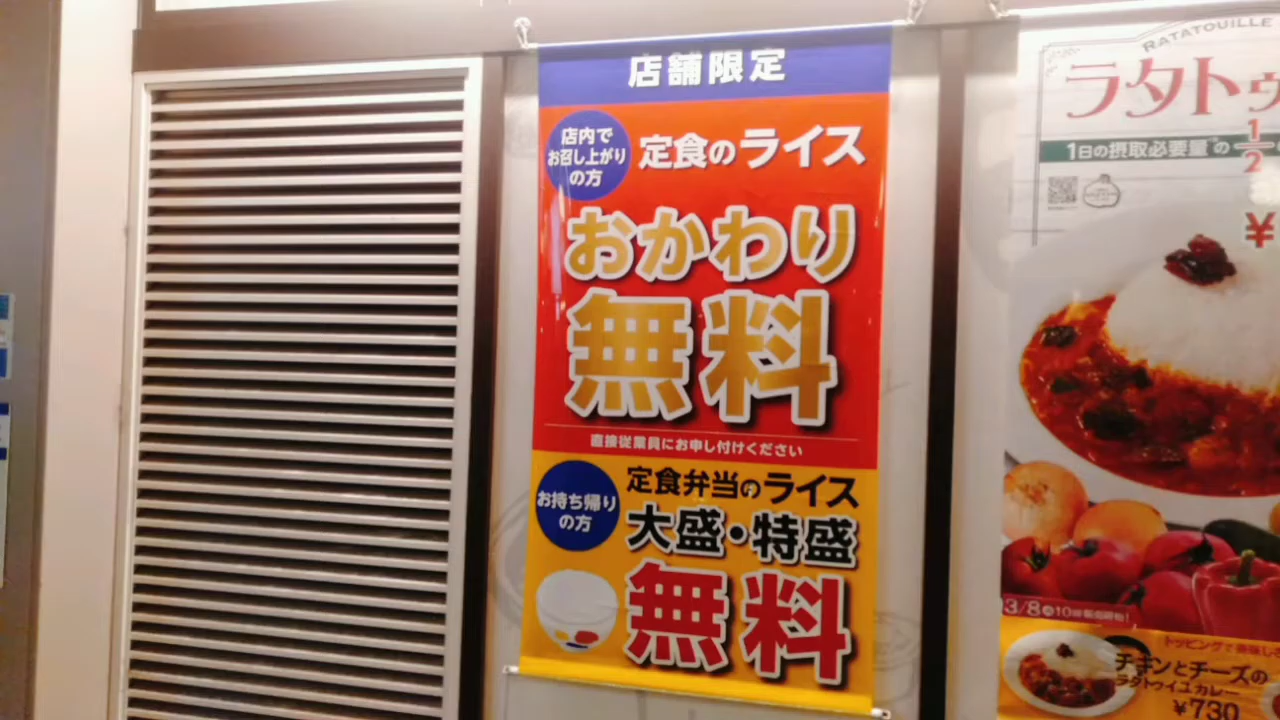 店舗限定
店内で
お召し上がり
の方
定食のライス
おかわり
無料
直接従業員にお申し付けください
お持ち帰り
の方
定食弁当のライス
大盛・特盛
無料
RATATOUILLE
ラタトゥ
1日の摂取必要量の1/2
¥
3/8
チキンとチーズの
ラタトゥイユカレー
¥730